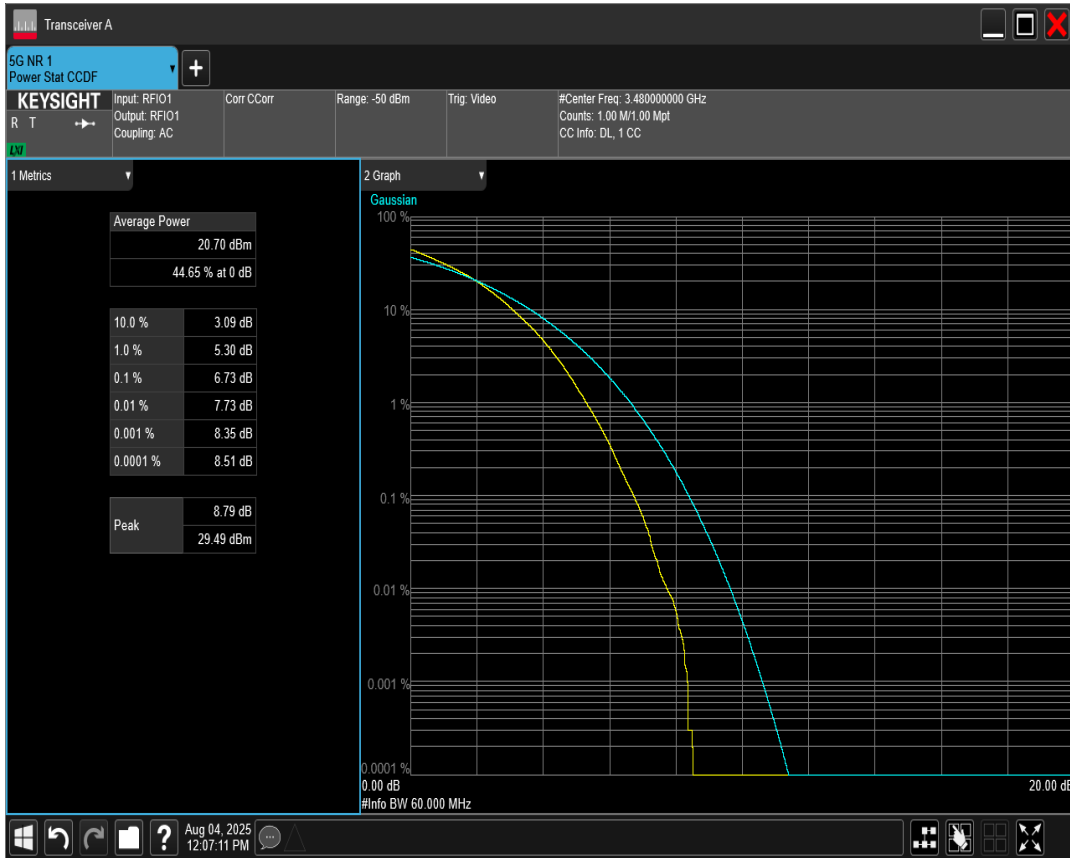 Transceiver A
5G NR 1
Power Stat CCDF
KEYSIGHT
R T
LXI
Input: RFIO1
Output: RFIO1
Coupling: AC
Corr CCorr
Range: -50 dBm
Trig: Video
#Center Freq: 3.480000000 GHz
Counts: 1.00 M/1.00 Mpt
CC Info: DL, 1 CC
1 Metrics
Average Power
20.70 dBm
44.65 % at 0 dB
10.0 % 3.09 dB
1.0 % 5.30 dB
0.1 % 6.73 dB
0.01 % 7.73 dB
0.001 % 8.35 dB
0.0001 % 8.51 dB
Peak
8.79 dB
29.49 dBm
2 Graph
Gaussian
100 %
10 %
1 %
0.1 %
0.01 %
0.001 %
0.0001 %
0.00 dB 20.00 dB
#Info BW 60.000 MHz
?
Aug 04, 2025
12:07:11 PM